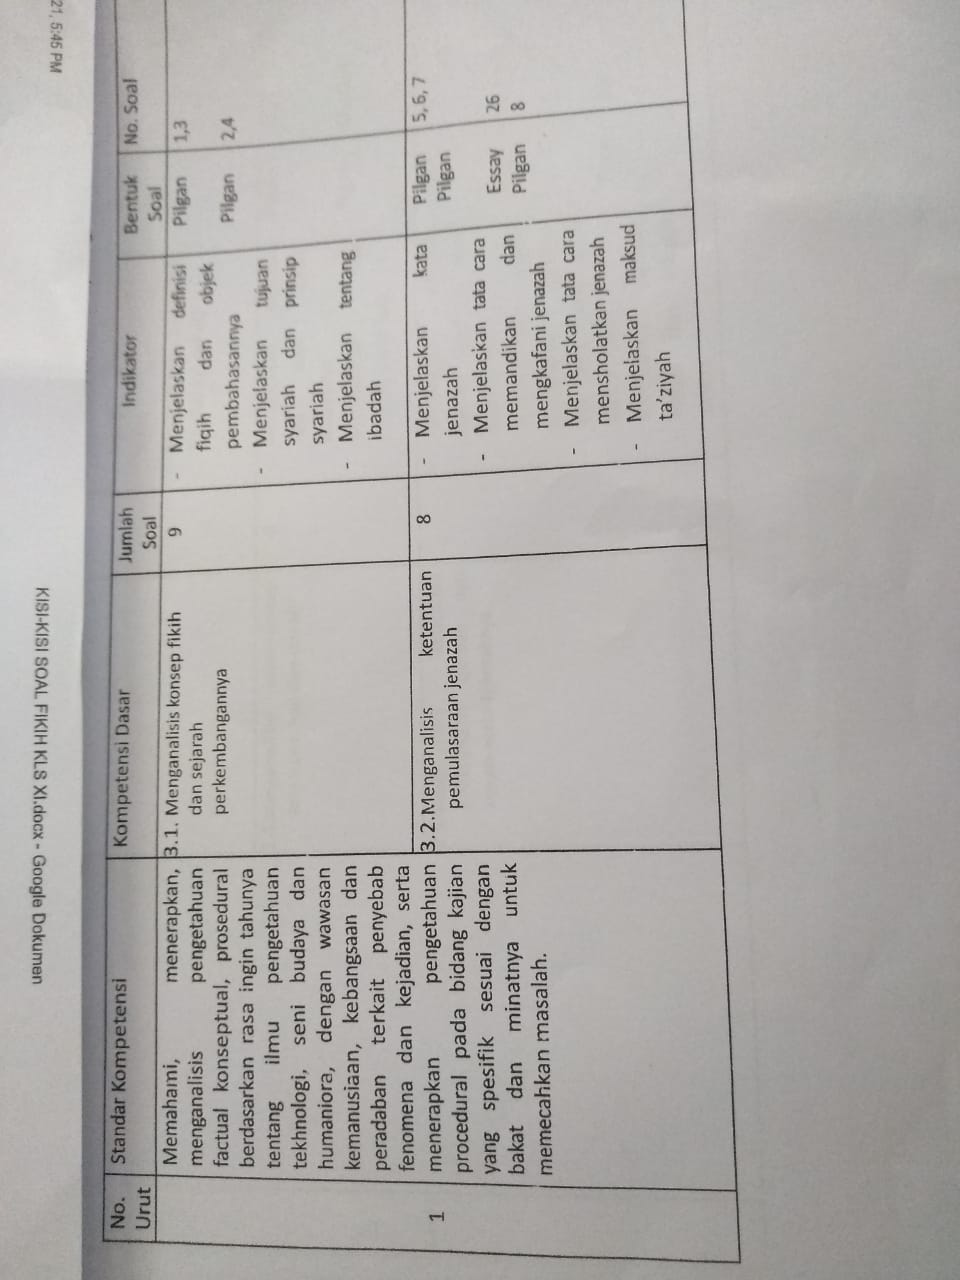 KISI-KISI SOAL FIKIH KLS XI.docx - Google Dokumen
21, 5:45 PM
No. Urut
Standar Kompetensi
Kompetensi Dasar
Jumlah Soal
Indikator
Bentuk Soal
No. Soal
1
Memahami, menerapkan,
menganalisis pengetahuan
factual konseptual, prosedural
berdasarkan rasa ingin tahunya
tentang ilmu pengetahuan
tekhnologi, seni budaya dan
humaniora, dengan wawasan
kemanusiaan, kebangsaan dan
peradaban terkait penyebab
fenomena dan kejadian, serta
menerapkan pengetahuan
procedural pada bidang kajian
yang spesifik sesuai dengan
bakat dan minatnya untuk
memecahkan masalah.
3.1. Menganalisis konsep fikih
dan sejarah
perkembangannya
9
- Menjelaskan definisi
fiqih dan objek
pembahasannya
- Menjelaskan tujuan
syariah dan prinsip
syariah
- Menjelaskan tentang
ibadah
Pilgan
Pilgan
1,3
2,4
3.2.Menganalisis ketentuan
pemulasaraan jenazah
8
- Menjelaskan kata
jenazah
- Menjelaskan tata cara
memandikan dan
mengkafani jenazah
- Menjelaskan tata cara
mensholatkan jenazah
- Menjelaskan maksud
ta'ziyah
Pilgan
Pilgan
Essay
Pilgan
5, 6, 7
26
8